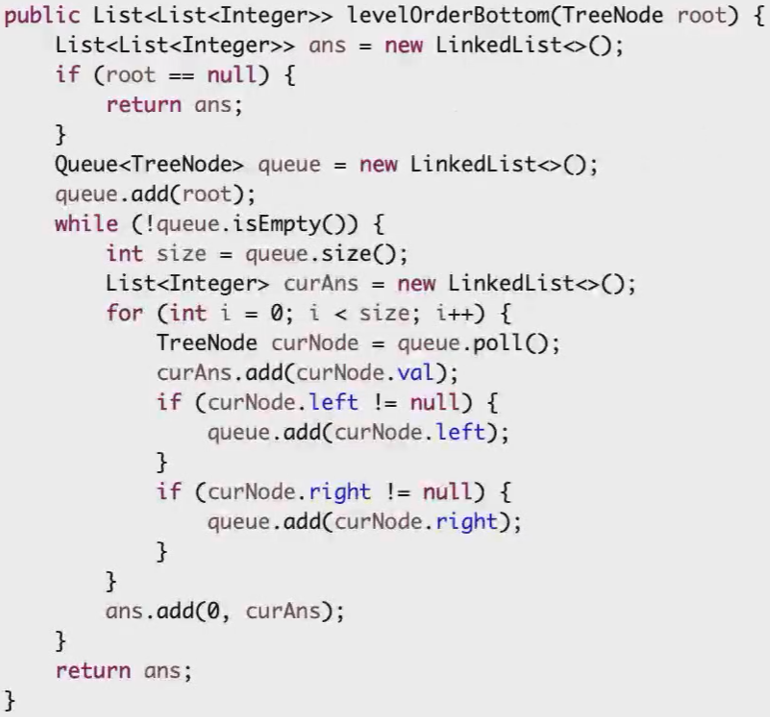 public List<List<Integer>> levelOrderBottom(TreeNode root) {
    List<List<Integer>> ans = new LinkedList<>();
    if (root == null) {
        return ans;
    }
    Queue<TreeNode> queue = new LinkedList<>();
    queue.add(root);
    while (!queue.isEmpty()) {
        int size = queue.size();
        List<Integer> curAns = new LinkedList<>();
        for (int i = 0; i < size; i++) {
            TreeNode curNode = queue.poll();
            curAns.add(curNode.val);
            if (curNode.left != null) {
                queue.add(curNode.left);
            }
            if (curNode.right != null) {
                queue.add(curNode.right);
            }
        }
        ans.add(0, curAns);
    }
    return ans;
}